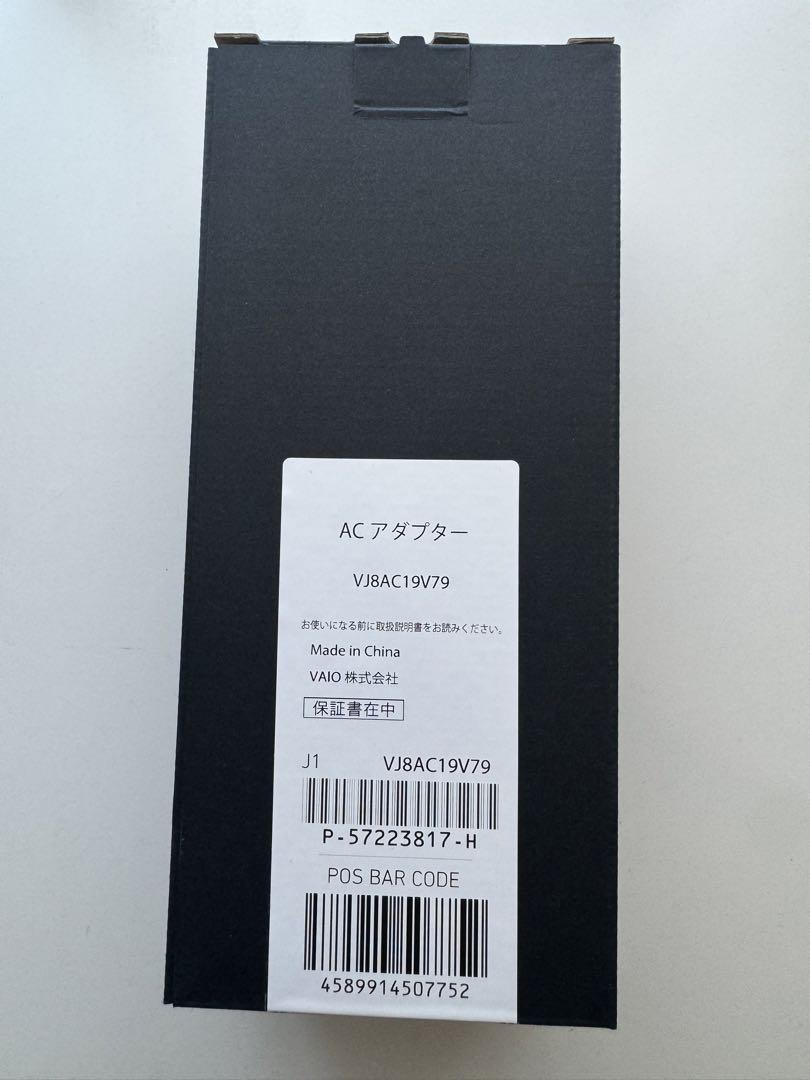 AC アダプター
VJ8AC19V79
お使いになる前に取扱説明書をお読みください。
Made in China
VAIO 株式会社
保証書在中
J1 VJ8AC19V79
P-57223817-H
POS BAR CODE
4589914507752